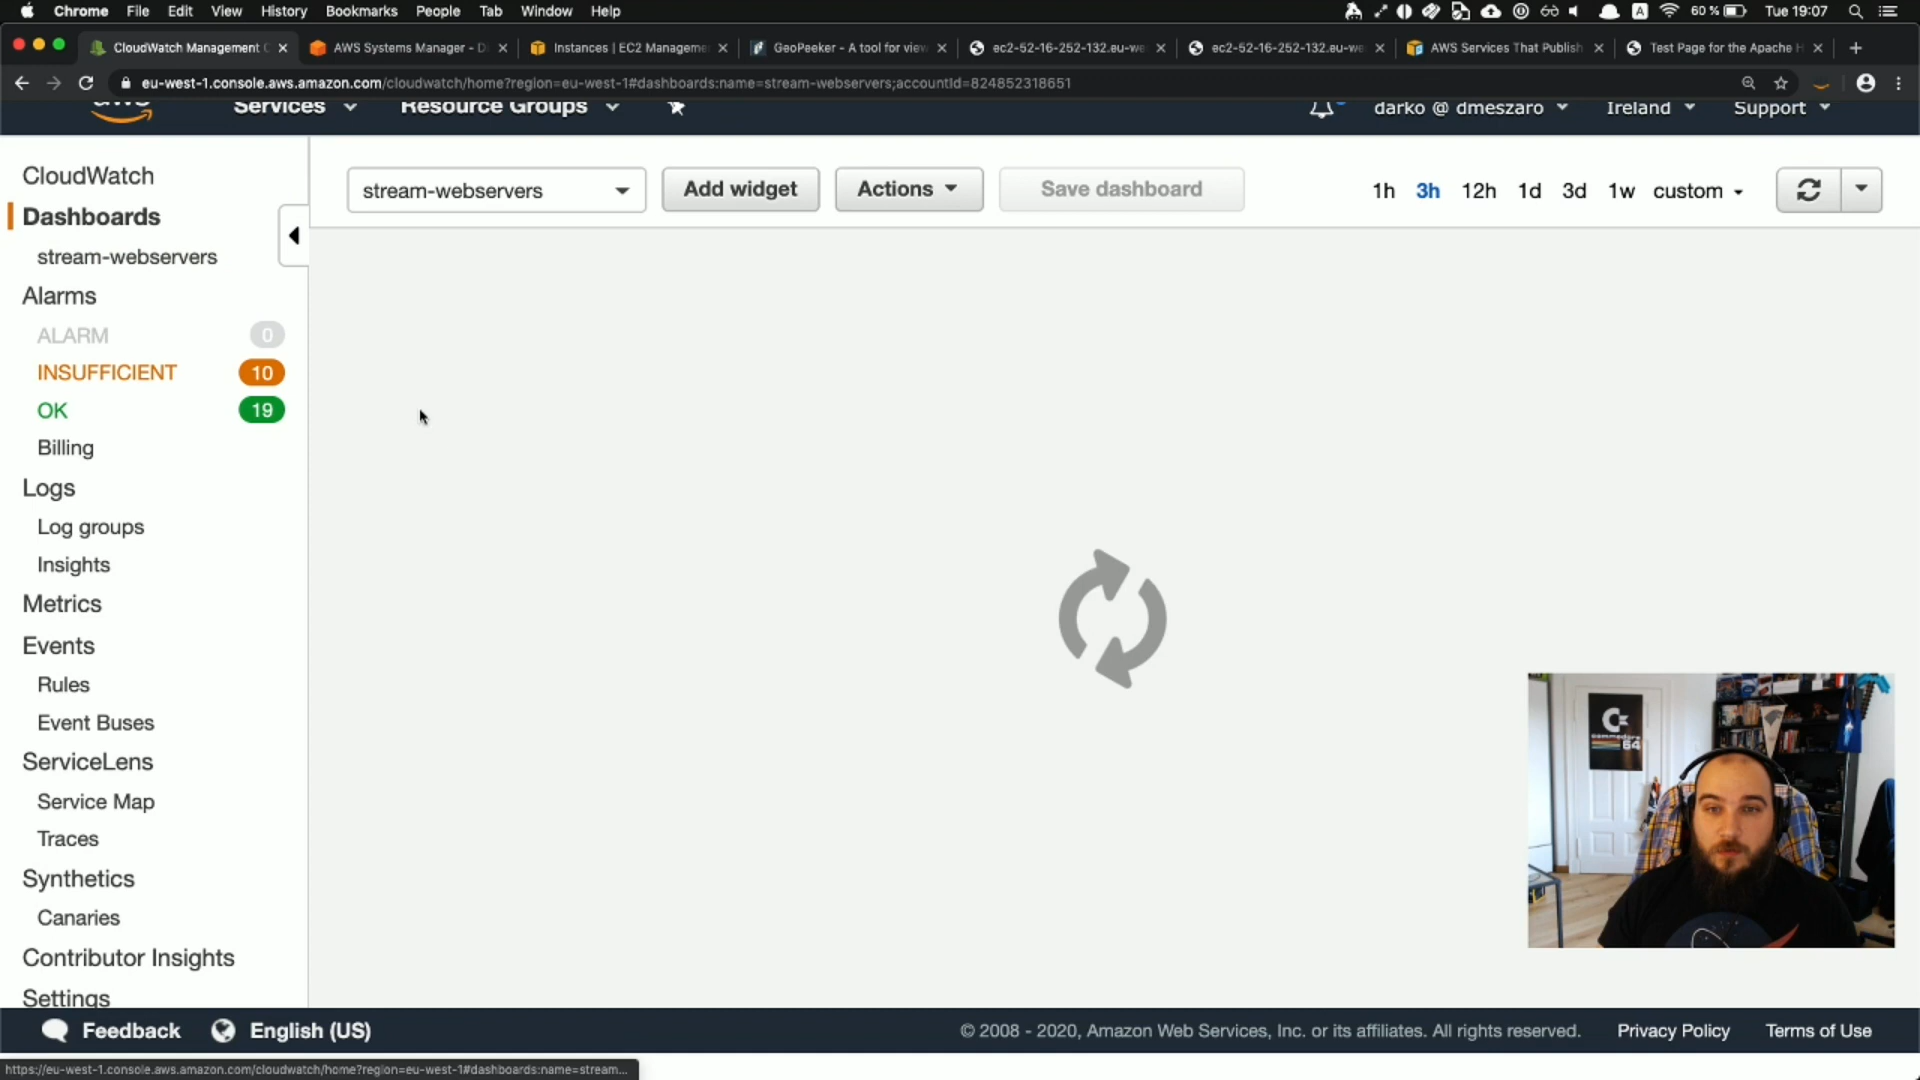 Chrome File Edit View History Bookmarks People Tab Window Help
A 60 % Tue 19:07
CloudWatch Management C
AWS Systems Manager - D
Instances | EC2 Manageme
GeoPeeker - A tool for view
ec2-52-16-252-132.eu-we
ec2-52-16-252-132.eu-we
AWS Services That Publish
Test Page for the Apache H
eu-west-1.console.aws.amazon.com/cloudwatch/home?region=eu-west-1#dashboards:name=stream-webservers;accountId=824852318651
aws Services Resource Groups darko @ dmeszaro Ireland Support
CloudWatch
Dashboards
stream-webservers
Alarms
ALARM 0
INSUFFICIENT 10
OK 19
Billing
Logs
Log groups
Insights
Metrics
Events
Rules
Event Buses
ServiceLens
Service Map
Traces
Synthetics
Canaries
Contributor Insights
Settings
stream-webservers Add widget Actions Save dashboard 1h 3h 12h 1d 3d 1w custom
commodore
64
Feedback English (US) © 2008 - 2020, Amazon Web Services, Inc. or its affiliates. All rights reserved. Privacy Policy Terms of Use
https://eu-west-1.console.aws.amazon.com/cloudwatch/home?region=eu-west-1#dashboards:name=stream...